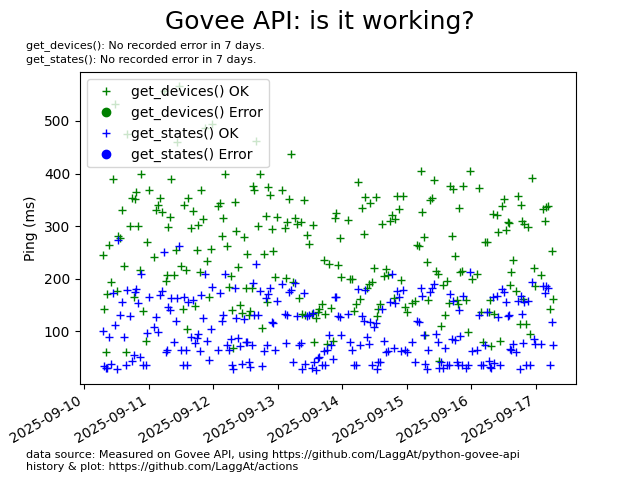 Govee API: is it working?
get_devices(): No recorded error in 7 days.
get_states(): No recorded error in 7 days.
get_devices() OK
get_devices() Error
get_states() OK
get_states() Error
Ping (ms)
500
400
300
200
100
2025-09-10
2025-09-11
2025-09-12
2025-09-13
2025-09-14
2025-09-15
2025-09-16
2025-09-17
data source: Measured on Govee API, using https://github.com/LaggAt/python-govee-api
history & plot: https://github.com/LaggAt/actions